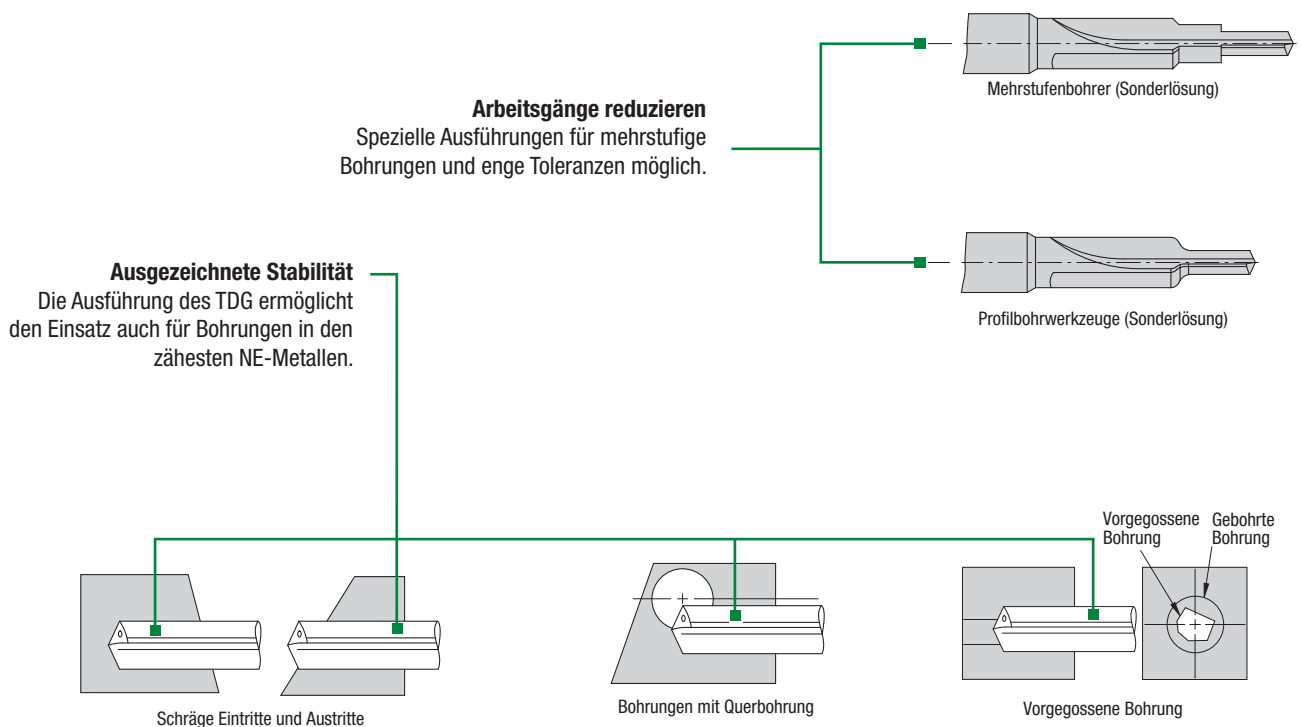 Mehrstufenbohrer (Sonderlösung)
Arbeitsgänge reduzieren
Spezielle Ausführungen für mehrstufige
Bohrungen und enge Toleranzen möglich.
Profilbohrwerkzeuge (Sonderlösung)
Ausgezeichnete Stabilität
Die Ausführung des TDG ermöglicht
den Einsatz auch für Bohrungen in den
zähesten NE-Metallen.
Vorgegossene
Bohrung
Gebohrte
Bohrung
Schräge Eintritte und Austritte
Bohrungen mit Querbohrung
Vorgegossene Bohrung